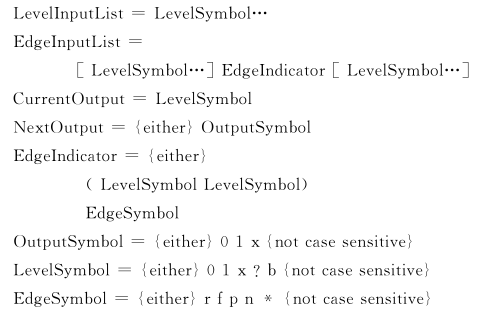 LevelInputList = LevelSymbol…
EdgeInputList =
[ LevelSymbol…] EdgeIndicator [ LevelSymbol…]
CurrentOutput = LevelSymbol
NextOutput = {either} OutputSymbol
EdgeIndicator = {either}
( LevelSymbol LevelSymbol)
EdgeSymbol
OutputSymbol = {either} 0 1 x {not case sensitive}
LevelSymbol = {either} 0 1 x ? b {not case sensitive}
EdgeSymbol = {either} r f p n * {not case sensitive}